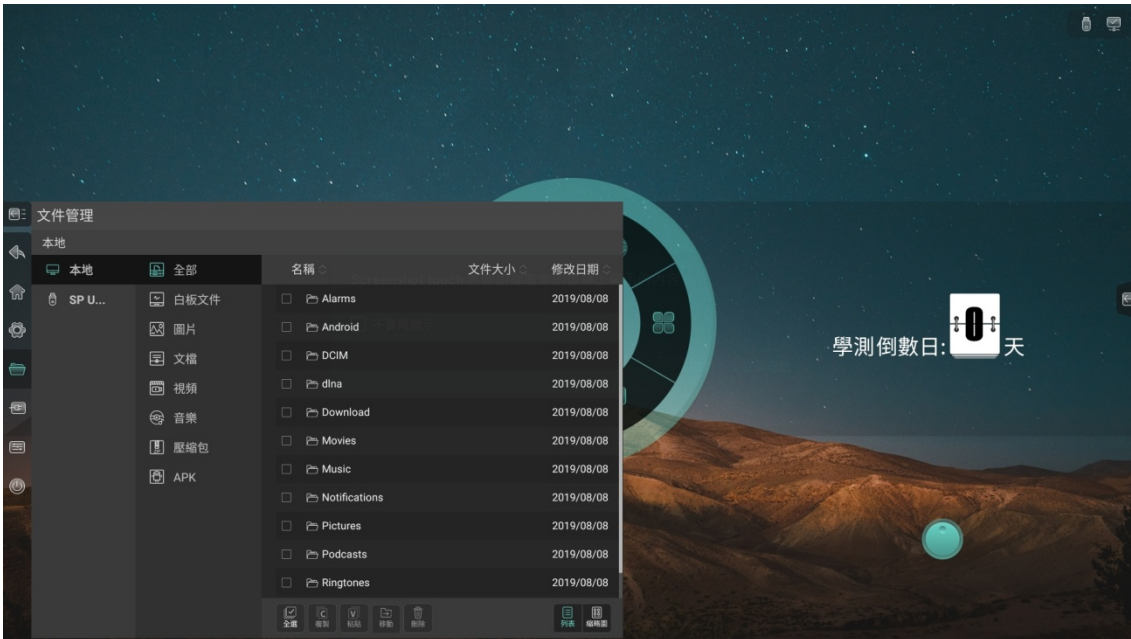 文件管理
本地
本地
SP U...
全部
白板文件
圖片
文檔
視頻
音樂
壓縮包
APK
名稱 文件大小 修改日期
Alarms 2019/08/08
Android 2019/08/08
DCIM 2019/08/08
dlna 2019/08/08
Download 2019/08/08
Movies 2019/08/08
Music 2019/08/08
Notifications 2019/08/08
Pictures 2019/08/08
Podcasts 2019/08/08
Ringtones 2019/08/08
全選 複製 粘貼 移動 刪除 列表 縮略圖
學測倒數日: 0 天